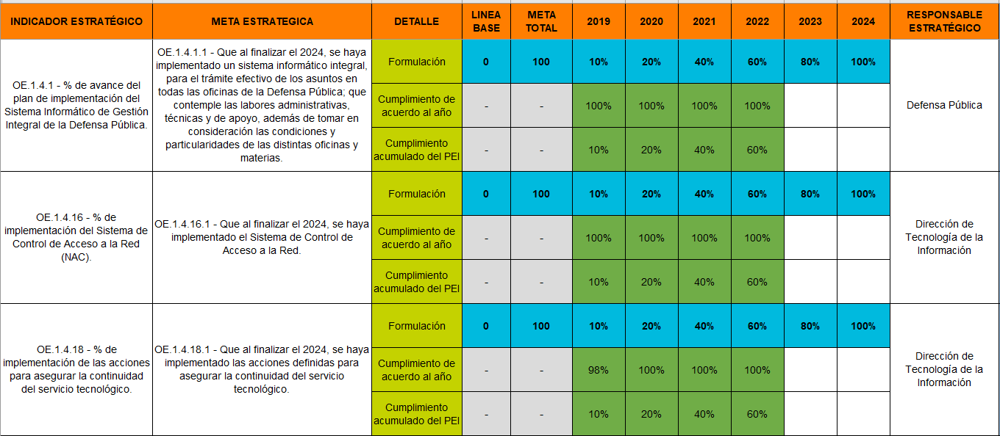 INDICADOR ESTRATÉGICO
META ESTRATEGICA
DETALLE
LINEA
BASE
META
TOTAL
2019
2020
2021
2022
2023
2024
RESPONSABLE
ESTRATÉGICO
OE.1.4.1 - % de avance del
plan de implementación del
Sistema Informático de Gestión
Integral de la Defensa Pública.
OE.1.4.1.1 - Que al finalizar el 2024, se haya
implementado un sistema informático integral,
para el trámite efectivo de los asuntos en
todas las oficinas de la Defensa Pública; que
contemple las labores administrativas,
técnicas y de apoyo, además de tomar en
consideración las condiciones y
particularidades de las distintas oficinas y
materias.
Formulación
0
100
10%
20%
40%
60%
80%
100%
Cumplimiento de
acuerdo al año
-
-
100%
100%
100%
100%
Cumplimiento
acumulado del PEI
-
-
10%
20%
40%
60%
Defensa Pública
OE.1.4.16 - % de
implementación del Sistema de
Control de Acceso a la Red
(NAC).
OE.1.4.16.1 - Que al finalizar el 2024, se haya
implementado el Sistema de Control de
Acceso a la Red.
Formulación
0
100
10%
20%
40%
60%
80%
100%
Cumplimiento de
acuerdo al año
-
-
100%
100%
100%
100%
Cumplimiento
acumulado del PEI
-
-
10%
20%
40%
60%
Dirección de
Tecnología de la
Información
OE.1.4.18 - % de
implementación de las acciones
para asegurar la continuidad
del servicio tecnológico.
OE.1.4.18.1 - Que al finalizar el 2024, se haya
implementado las acciones definidas para
asegurar la continuidad del servicio
tecnológico.
Formulación
0
100
10%
20%
40%
60%
80%
100%
Cumplimiento de
acuerdo al año
-
-
98%
100%
100%
100%
Cumplimiento
acumulado del PEI
-
-
10%
20%
40%
60%
Dirección de
Tecnología de la
Información